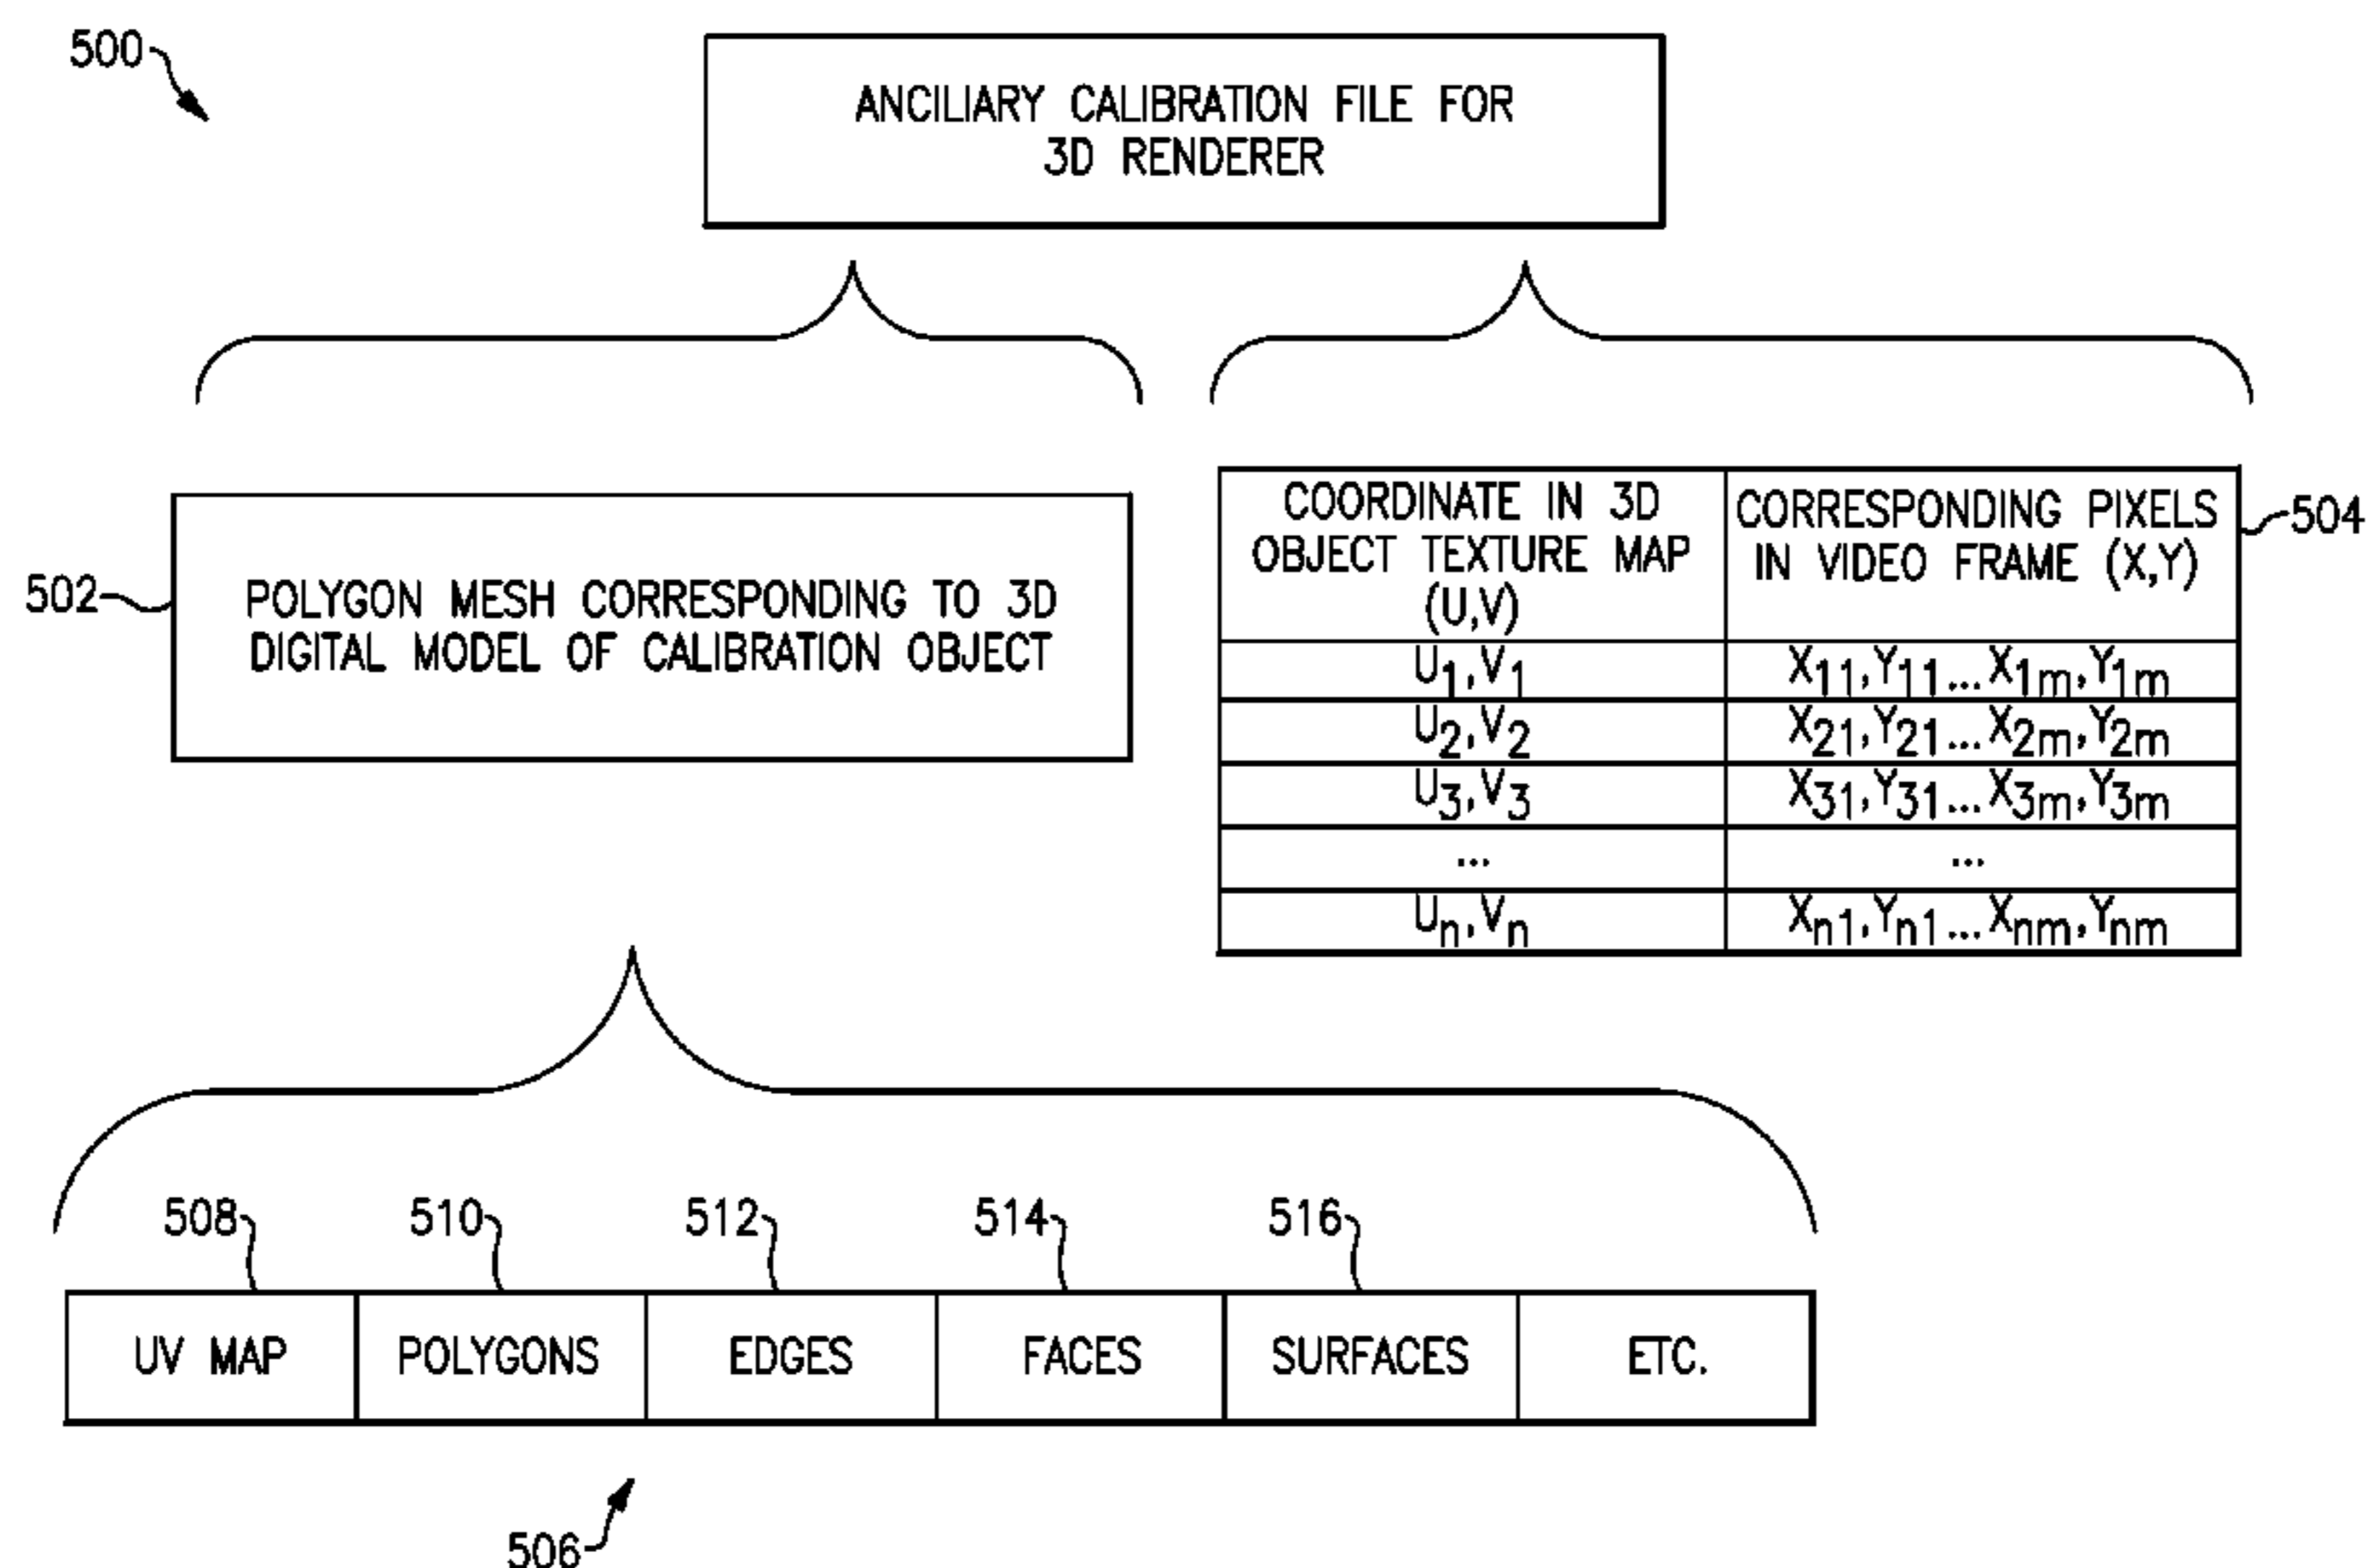 500
ANCILIARY CALIBRATION FILE FOR
3D RENDERER
502
POLYGON MESH CORRESPONDING TO 3D
DIGITAL MODEL OF CALIBRATION OBJECT
COORDINATE IN 3D
OBJECT TEXTURE MAP
(U,V)
CORRESPONDING PIXELS
IN VIDEO FRAME (X,Y)
504
U1,V1
X11,Y11...X1m,Y1m
U2,V2
X21,Y21...X2m,Y2m
U3,V3
X31,Y31...X3m,Y3m
...
...
Un,Vn
Xn1,Yn1...Xnm,Ynm
508
510
512
514
516
UV MAP
POLYGONS
EDGES
FACES
SURFACES
ETC.
506